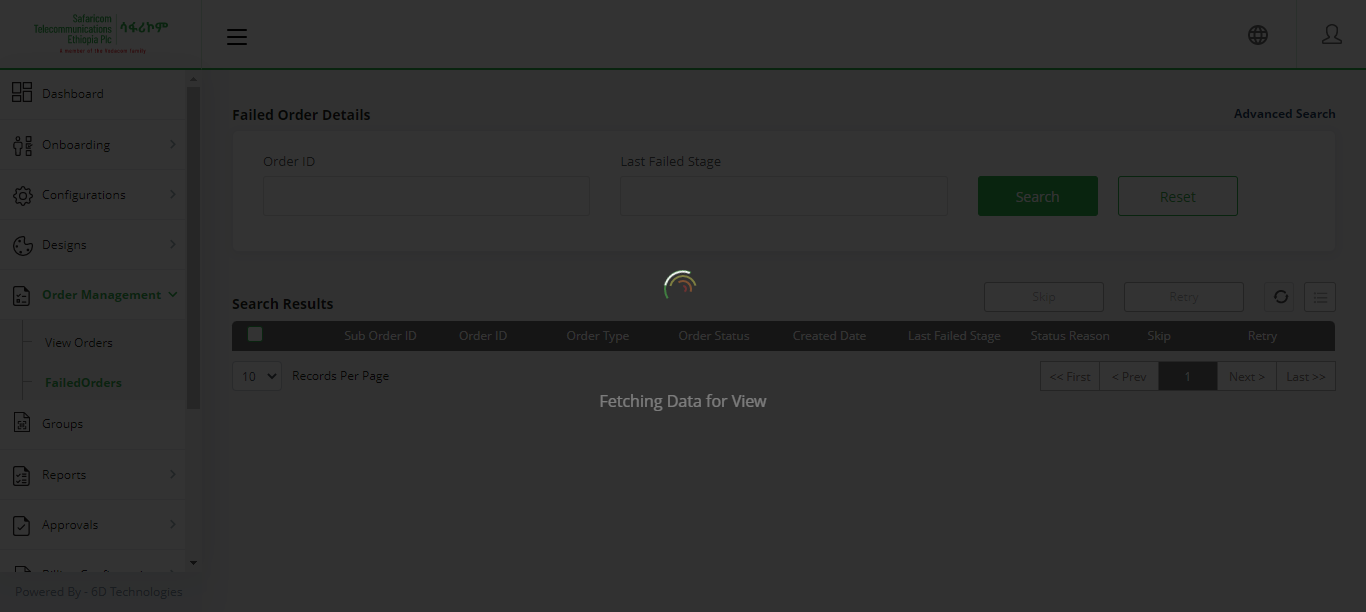 Safaricom
Telecommunications
Ethiopia Plc
ሳፋሪኮም
A member of the Vodacom family
Dashboard
Onboarding
Configurations
Designs
Order Management
View Orders
FailedOrders
Groups
Reports
Approvals
Powered By - 6D Technologies
Failed Order Details
Advanced Search
Order ID
Last Failed Stage
Search
Reset
Search Results
Skip
Retry
Sub Order ID Order ID Order Type Order Status Created Date Last Failed Stage Status Reason Skip Retry
10 Records Per Page
<< First < Prev 1 Next > Last >>
Fetching Data for View